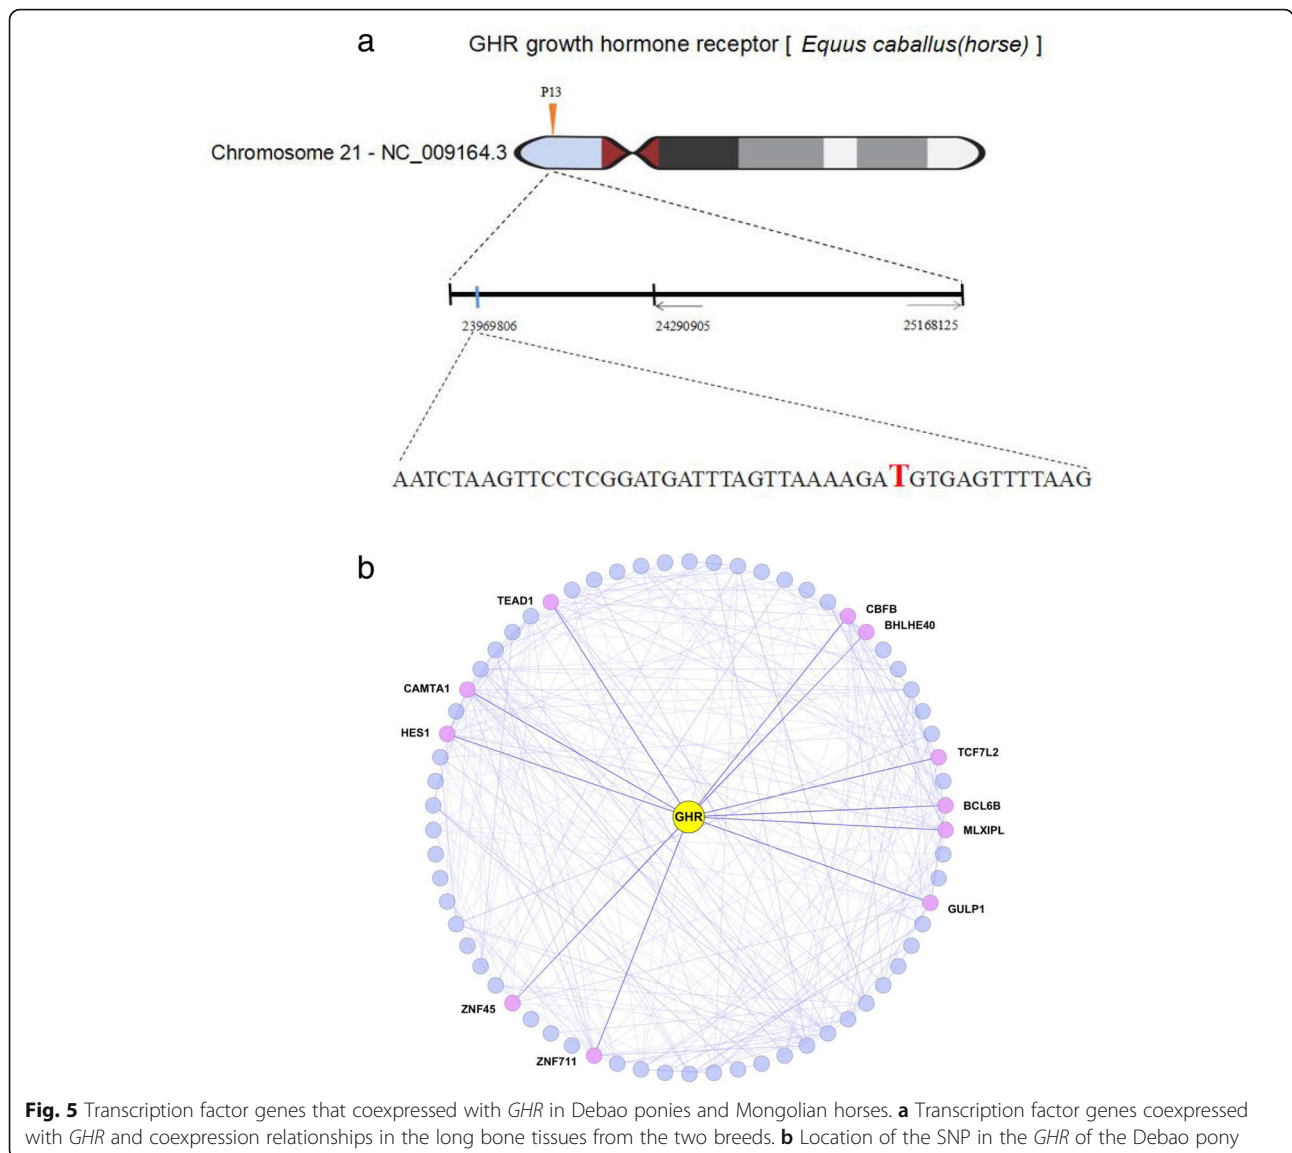 a
GHR growth hormone receptor [ Equus caballus(horse) ]
P13
Chromosome 21 - NC_009164.3
23969806
24290905
25168125
AATCTAAGTTCCTCGGATGATTTAGTTAAAAGATGTGAGTTTTAAG
b
TEAD1
CBFB
BHLHE40
CAMTA1
HES1
TCF7L2
BCL6B
GHR
MLXIPL
GULP1
ZNF45
ZNF711
Fig. 5 Transcription factor genes that coexpressed with GHR in Debao ponies and Mongolian horses. a Transcription factor genes coexpressed
with GHR and coexpression relationships in the long bone tissues from the two breeds. b Location of the SNP in the GHR of the Debao pony